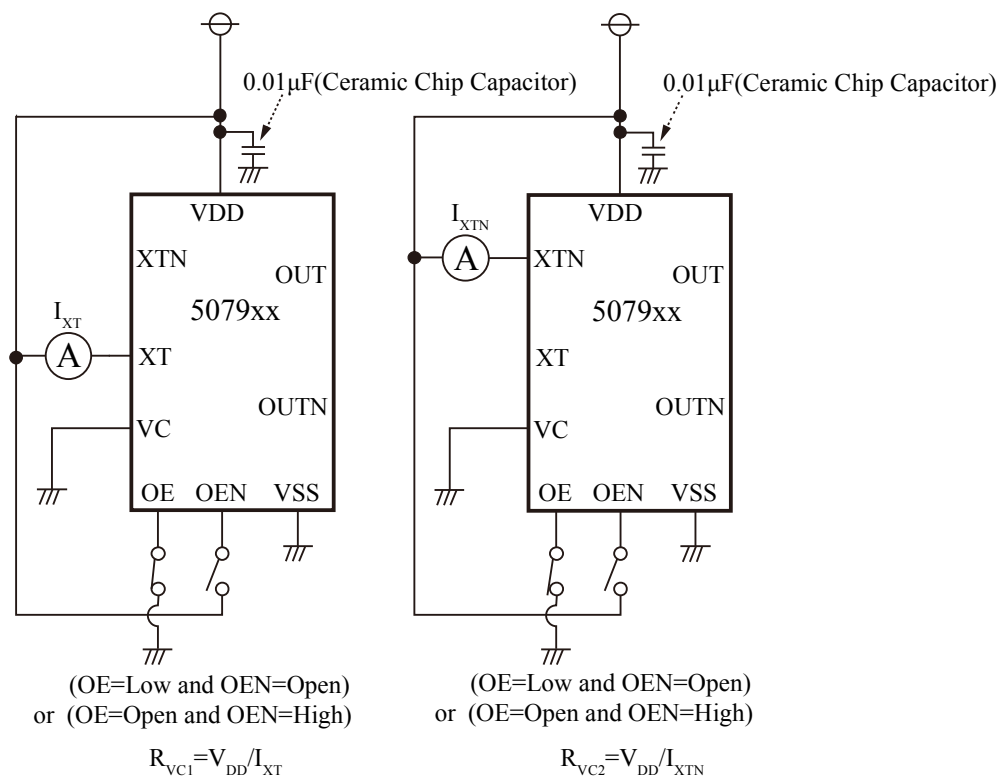 0.01μF(Ceramic Chip Capacitor)
VDD
XTN
OUT
5079xx
I_XT
A
XT
OUTN
VC
OE OEN VSS
(OE=Low and OEN=Open)
or (OE=Open and OEN=High)
R_VC1=V_DD/I_XT
0.01μF(Ceramic Chip Capacitor)
VDD
I_XTN
A
XTN
OUT
5079xx
XT
OUTN
VC
OE OEN VSS
(OE=Low and OEN=Open)
or (OE=Open and OEN=High)
R_VC2=V_DD/I_XTN